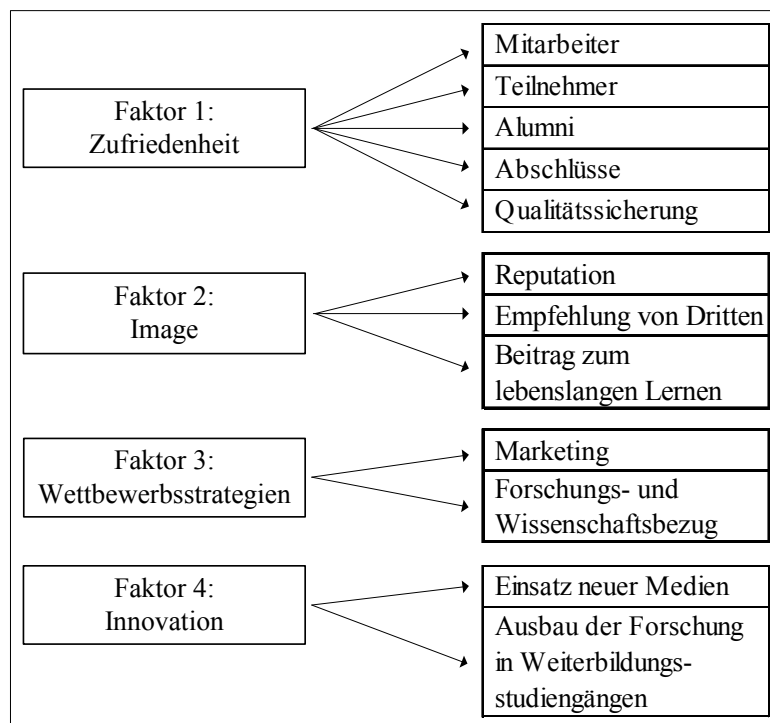 Faktor 1:
Zufriedenheit
Mitarbeiter
Teilnehmer
Alumni
Abschlüsse
Qualitätssicherung
Faktor 2:
Image
Reputation
Empfehlung von Dritten
Beitrag zum
lebenslangen Lernen
Faktor 3:
Wettbewerbsstrategien
Marketing
Forschungs- und
Wissenschaftsbezug
Faktor 4:
Innovation
Einsatz neuer Medien
Ausbau der Forschung
in Weiterbildungs-
studiengängen